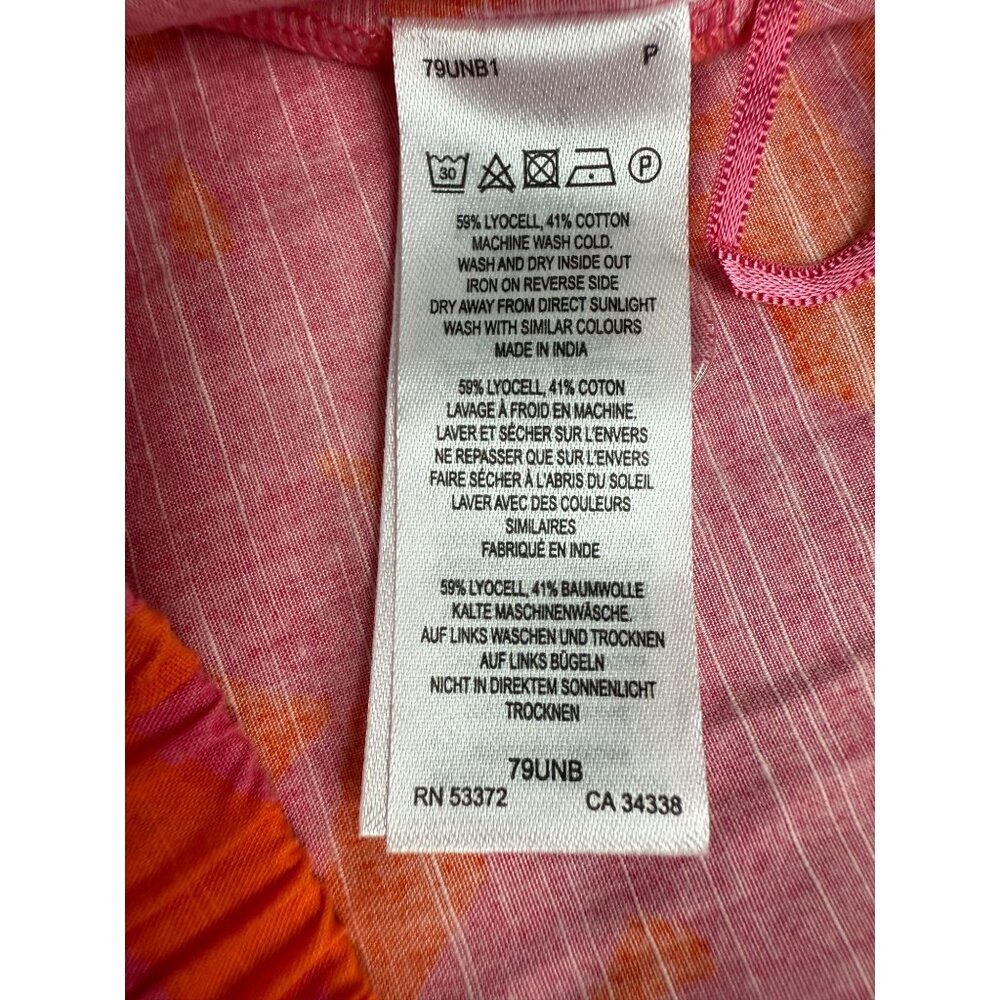 79UNB1 P
30 P
59% LYOCELL, 41% COTTON
MACHINE WASH COLD.
WASH AND DRY INSIDE OUT
IRON ON REVERSE SIDE
DRY AWAY FROM DIRECT SUNLIGHT
WASH WITH SIMILAR COLOURS
MADE IN INDIA
59% LYOCELL, 41% COTON
LAVAGE À FROID EN MACHINE.
LAVER ET SÉCHER SUR L'ENVERS
NE REPASSER QUE SUR L'ENVERS
FAIRE SÉCHER À L'ABRIS DU SOLEIL
LAVER AVEC DES COULEURS
SIMILAIRES
FABRIQUÉ EN INDE
59% LYOCELL, 41% BAUMWOLLE
KALTE MASCHINENWÄSCHE.
AUF LINKS WASCHEN UND TROCKNEN
AUF LINKS BÜGELN
NICHT IN DIREKTEM SONNENLICHT
TROCKNEN
79UNB
RN 53372 CA 34338